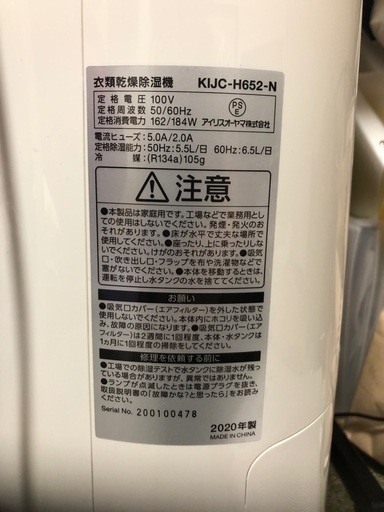 衣類乾燥除湿機 KIJC-H652-N
定格電圧 100V
定格周波数 50/60Hz
定格消費電力 162/184W
PSE
アイリスオーヤマ株式会社
電流ヒューズ:5.0A/2.0A
定格除湿能力:50Hz:5.5L/日 60Hz:6.5L/日
冷媒:(R134a)105g
注意
●本製品は家庭用です。工場などで業務用とし
ての使用はしないでください。発煙・発火のお
それがあります。●床が水平で丈夫な場所で
使用してください。●座ったり、上に乗ったりしな
いでください。けがのおそれがあります。●吸気
口・吹き出し口・フラップを布や洗濯物などで
塞がないでください。●本体を移動するときは、
運転を停止し水タンクの水を捨ててください。
お願い
●吸気口カバー(エアフィルター)を外した状態で
使用しないでください。本体内にホコリを吸い込
み、故障の原因になります。●吸気口カバー(エア
フィルター)は2週間に1回程度、本体・水タンクは
1ヵ月に1回程度の掃除をしてください。
修理を依頼する前に
●工場での除湿テストで水タンクに除湿水が残っ
ている場合がありますが、異常ではありません。
●ランプが点滅したときは電源プラグを抜き、
取扱説明書の「故障かな?と思ったら」をお読み
ください。
Serial No. 200100478
2020年製
MADE IN CHINA